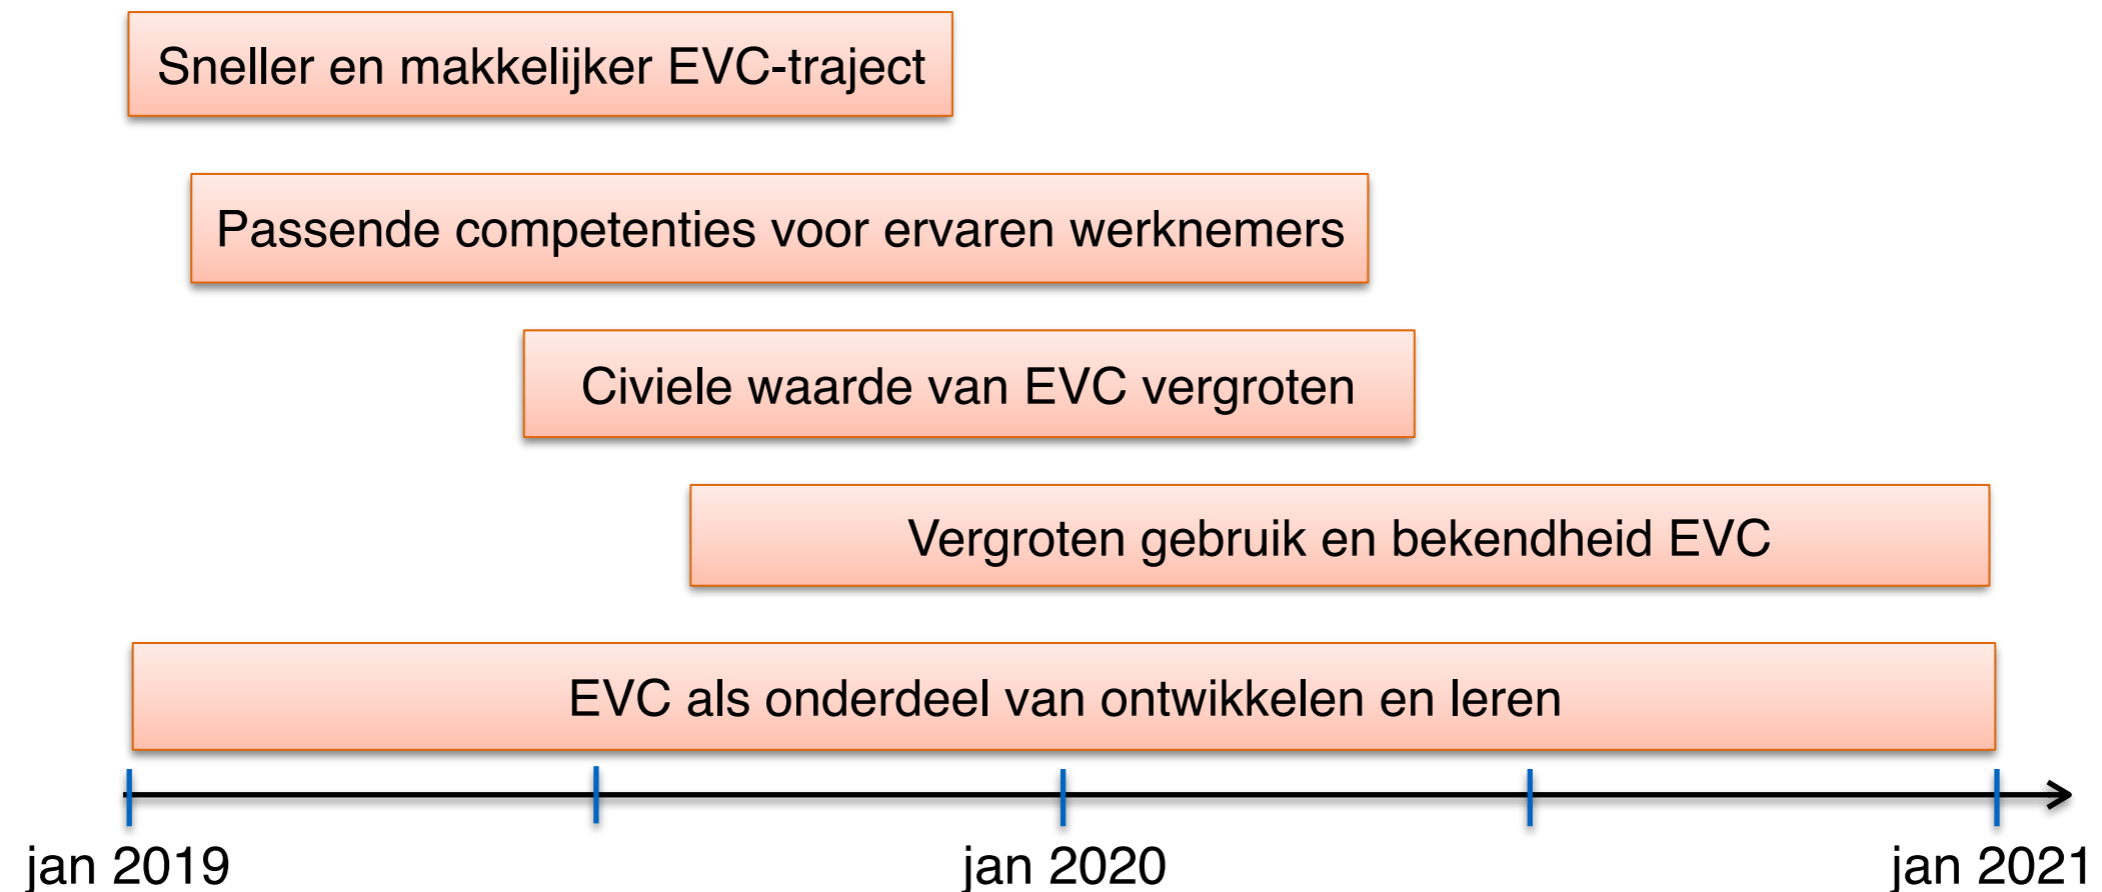 Sneller en makkelijker EVC-traject
Passende competenties voor ervaren werknemers
Civiele waarde van EVC vergroten
Vergroten gebruik en bekendheid EVC
EVC als onderdeel van ontwikkelen en leren
jan 2019
jan 2020
jan 2021